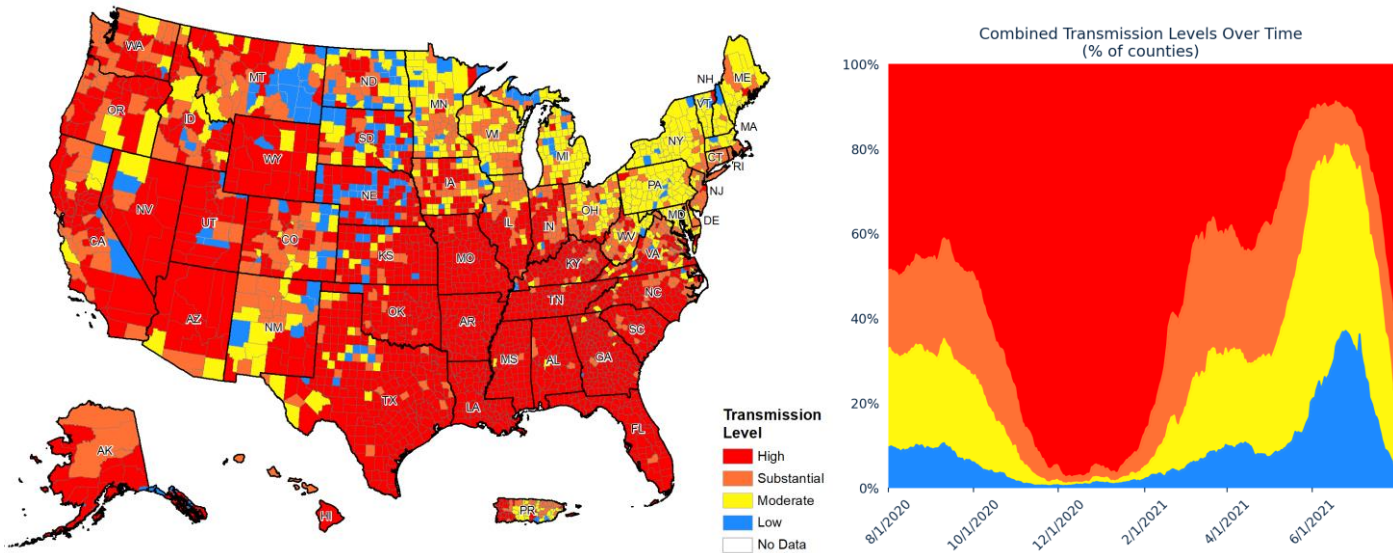 WA
MT
ND
MN
OR
ID
SD
WI
MI
WY
NE
IA
NV
UT
CO
CA
KS
MO
IL
IN
OH
KY
WV
VA
PA
NY
VT
NH
ME
MA
CT
RI
NJ
DE
MD
AZ
NM
OK
AR
TN
NC
SC
MS
AL
GA
TX
LA
FL
AK
HI
PR
Transmission
Level
High
Substantial
Moderate
Low
No Data
Combined Transmission Levels Over Time
(% of counties)
100%
80%
60%
40%
20%
0%
8/1/2020
10/1/2020
12/1/2020
2/1/2021
4/1/2021
6/1/2021